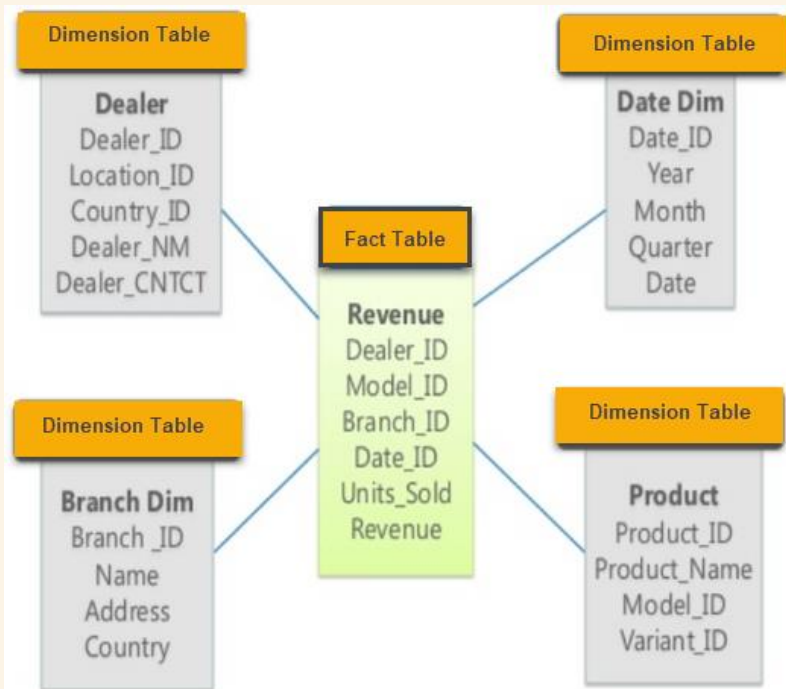 Dimension Table
Dealer
Dealer_ID
Location_ID
Country_ID
Dealer_NM
Dealer_CNTCT
Dimension Table
Date Dim
Date_ID
Year
Month
Quarter
Date
Fact Table
Revenue
Dealer_ID
Model_ID
Branch_ID
Date_ID
Units_Sold
Revenue
Dimension Table
Branch Dim
Branch _ID
Name
Address
Country
Dimension Table
Product
Product_ID
Product_Name
Model_ID
Variant_ID